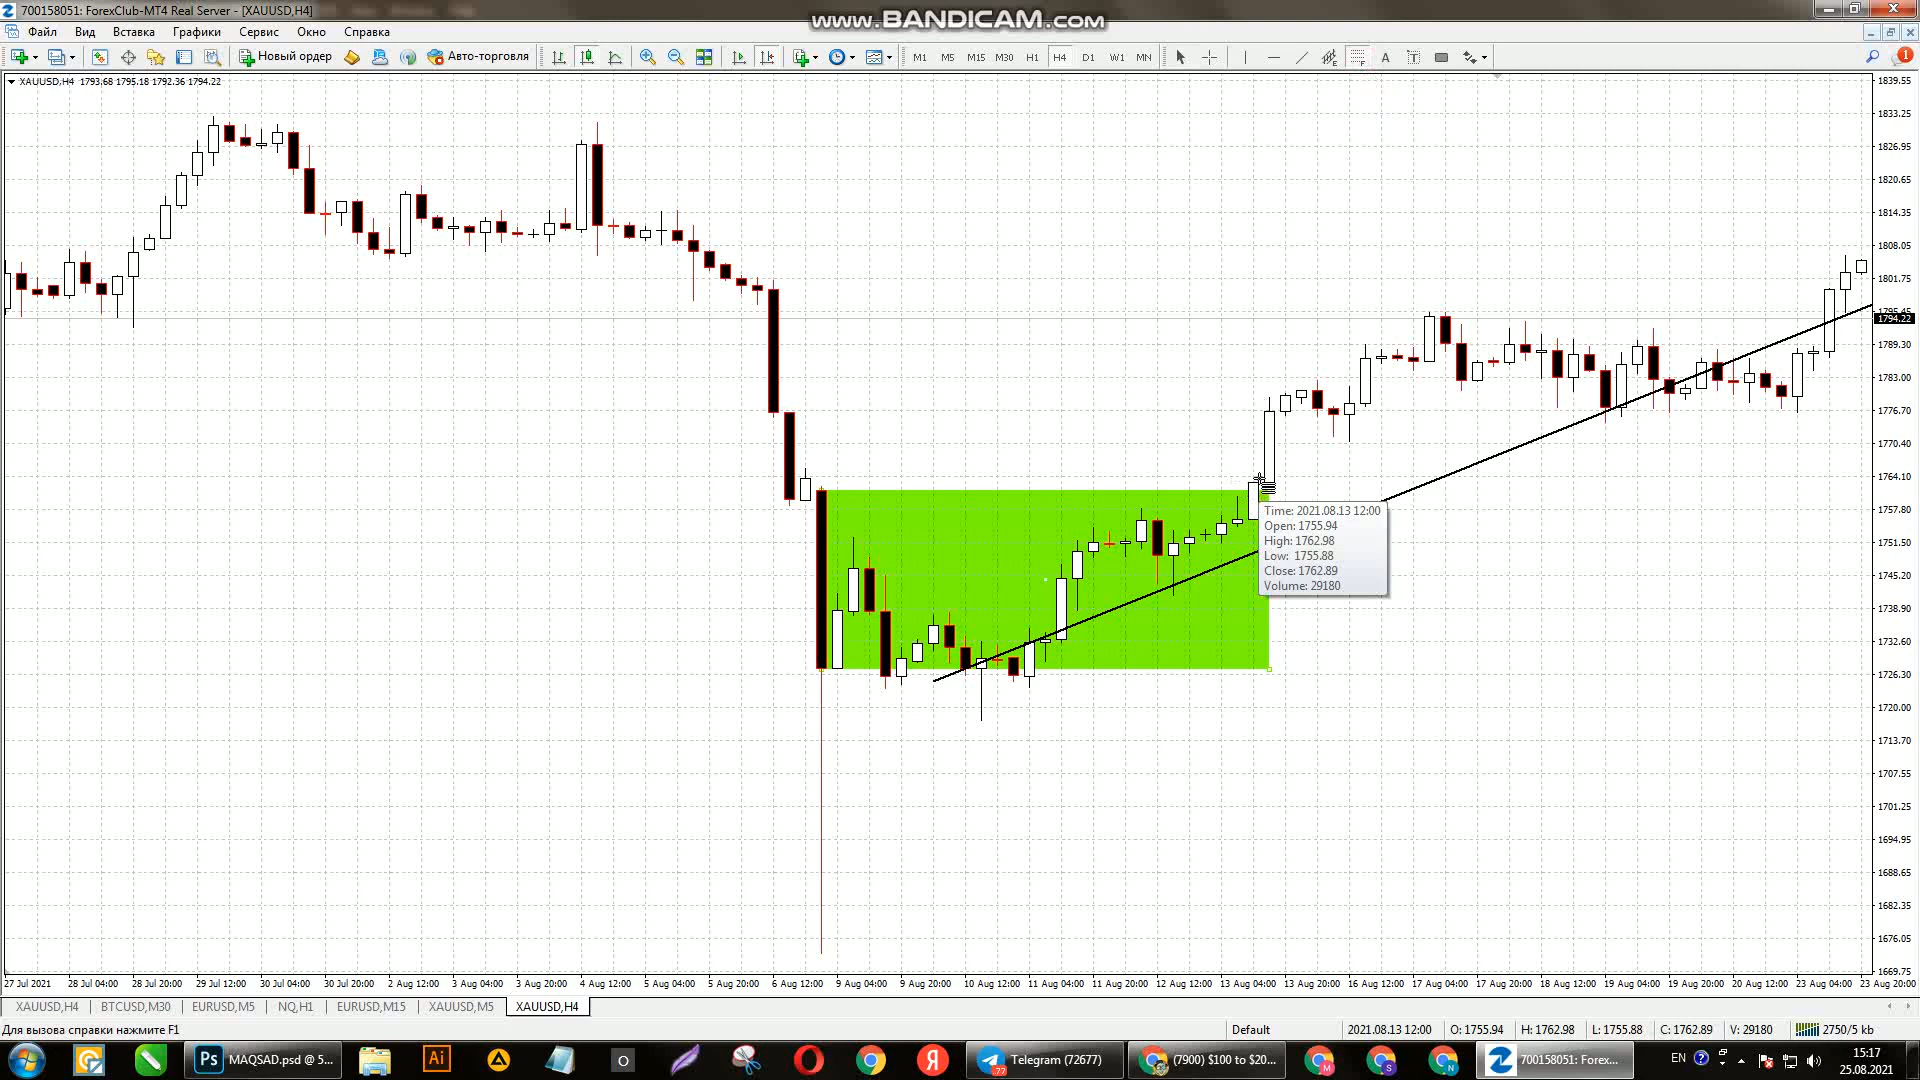 700158051: ForexClub-MT4 Real Server - [XAUUSD,H4]
www.BANDICAM.com
Файл Вид Вставка Графики Сервис Окно Справка
Новый ордер Авто-торговля M1 M5 M15 M30 H1 H4 D1 W1 MN A T 1
XAUUSD,H4 1793.68 1795.18 1792.36 1794.22
1839.55
1833.25
1826.95
1820.65
1814.35
1808.05
1801.75
1795.45
1794.22
1789.30
1783.00
1776.70
1770.40
1764.10
1757.80
1751.50
1745.20
1738.90
1732.60
1726.30
1720.00
1713.70
1707.55
1701.25
1694.95
1688.65
1682.35
1676.05
1669.75
Time: 2021.08.13 12:00
Open: 1755.94
High: 1762.98
Low: 1755.88
Close: 1762.89
Volume: 29180
27 Jul 2021 28 Jul 04:00 28 Jul 20:00 29 Jul 12:00 30 Jul 04:00 30 Jul 20:00 2 Aug 12:00 3 Aug 04:00 3 Aug 20:00 4 Aug 12:00 5 Aug 04:00 5 Aug 20:00 6 Aug 12:00 9 Aug 04:00 9 Aug 20:00 10 Aug 12:00 11 Aug 04:00 11 Aug 20:00 12 Aug 12:00 13 Aug 04:00 13 Aug 20:00 16 Aug 12:00 17 Aug 04:00 17 Aug 20:00 18 Aug 12:00 19 Aug 04:00 19 Aug 20:00 20 Aug 12:00 23 Aug 04:00 23 Aug 20:00
XAUUSD,H4 BTCUSD,M30 EURUSD,M5 NQ,H1 EURUSD,M15 XAUUSD,M5 XAUUSD,H4
Для вызова справки нажмите F1 Default 2021.08.13 12:00 O: 1755.94 H: 1762.98 L: 1755.88 C: 1762.89 V: 29180 2750/5 kb
Ps MAQSAD.psd @ 5... Ai O Я 77 Telegram (72677) (7900) $100 to $20... M S N 700158051: Forex... EN 15:17
25.08.2021